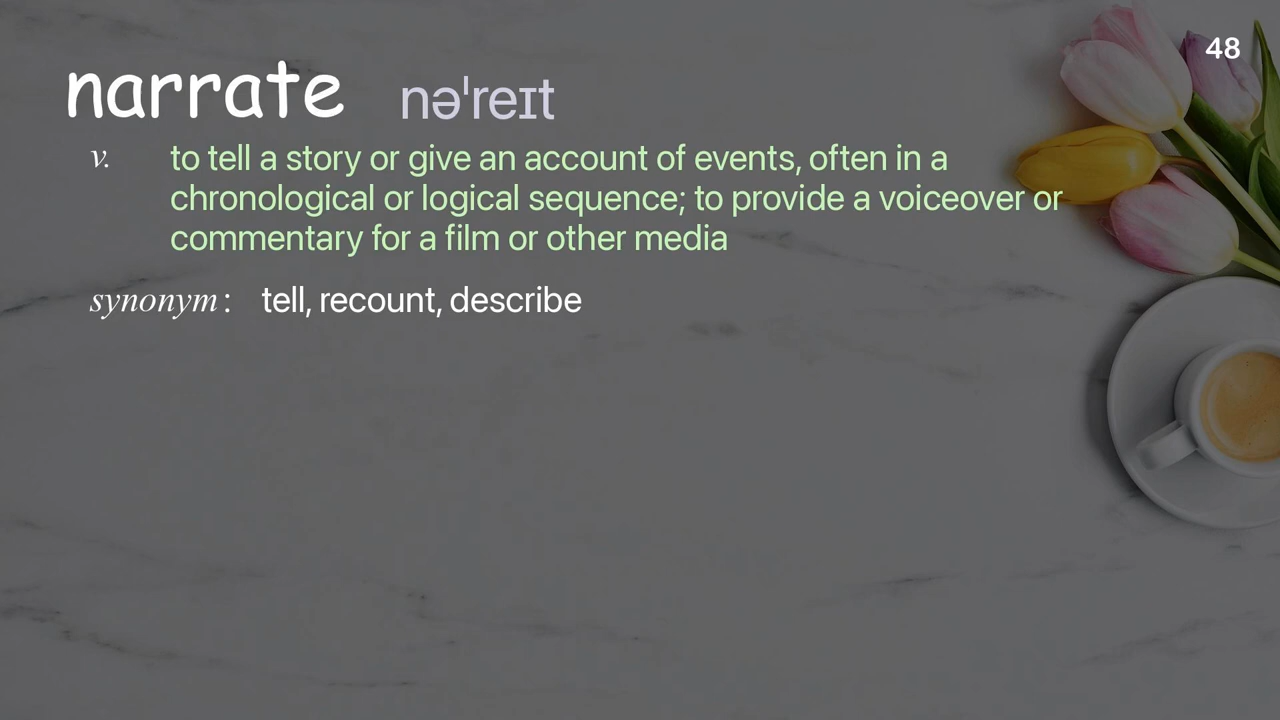 48
narrate nəˈreɪt
v. to tell a story or give an account of events, often in a
chronological or logical sequence; to provide a voiceover or
commentary for a film or other media
synonym: tell, recount, describe